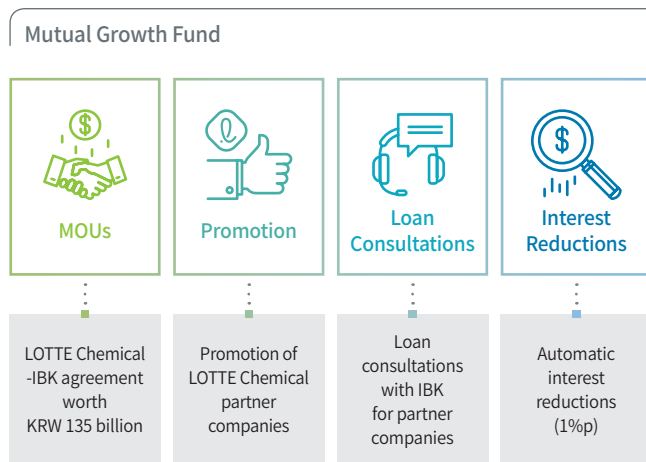 Mutual Growth Fund
$
MOUs
LOTTE Chemical
-IBK agreement
worth
KRW 135 billion
Promotion
Promotion of
LOTTE Chemical
partner
companies
Loan
Consultations
Loan
consultations
with IBK
for partner
companies
$
Interest
Reductions
Automatic
interest
reductions
(1%p)